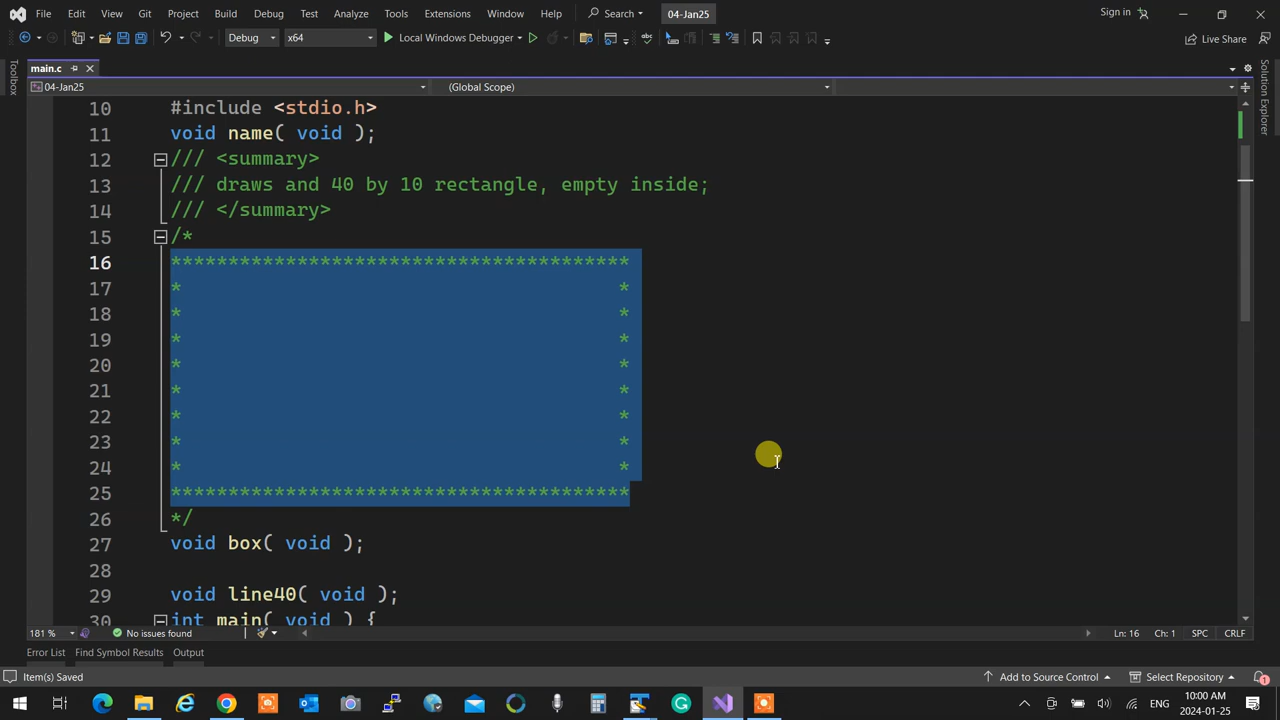 File Edit View Git Project Build Debug Test Analyze Tools Extensions Window Help Search 04-Jan25 Sign in
Debug x64 Local Windows Debugger Live Share
main.c
04-Jan25 (Global Scope)
Toolbox
Solution Explorer
10 #include <stdio.h>
11 void name( void );
12 /// <summary>
13 /// draws and 40 by 10 rectangle, empty inside;
14 /// </summary>
15 /*
16 ****************************************
17 *                                      *
18 *                                      *
19 *                                      *
20 *                                      *
21 *                                      *
22 *                                      *
23 *                                      *
24 *                                      *
25 ****************************************
26 */
27 void box( void );
28
29 void line40( void );
30 int main( void ) {
181 % No issues found Ln: 16 Ch: 1 SPC CRLF
Error List Find Symbol Results Output
Item(s) Saved Add to Source Control Select Repository 1
ENG 10:00 AM
2024-01-25